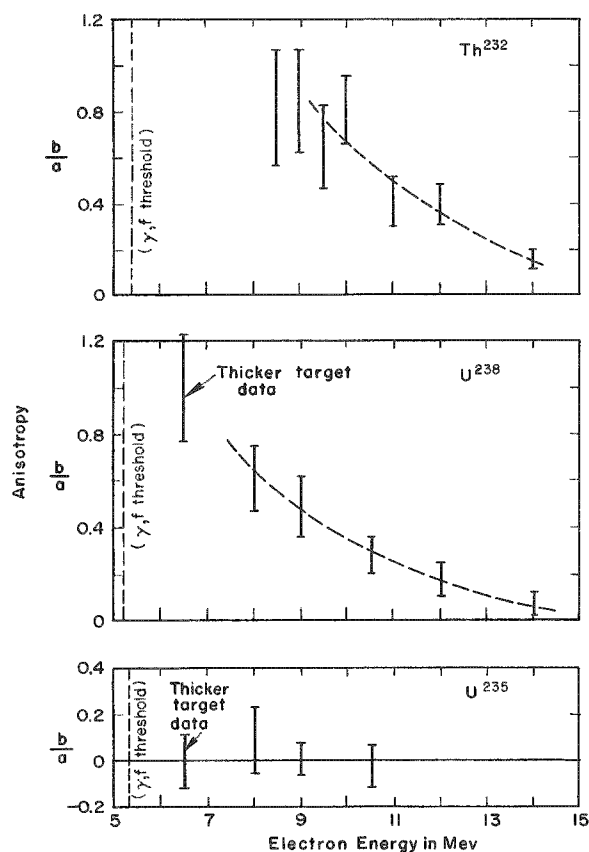 1.2
Th232
0.8
b/a
0.4
0
(γ,f threshold)
1.2
Thicker target
data
U238
0.8
Anisotropy
b/a
0.4
0
(γ,f threshold)
0.4
Thicker
target
data
U235
0.2
b/a
0
-0.2
(γ,f threshold)
5 7 9 11 13 15
Electron Energy in Mev